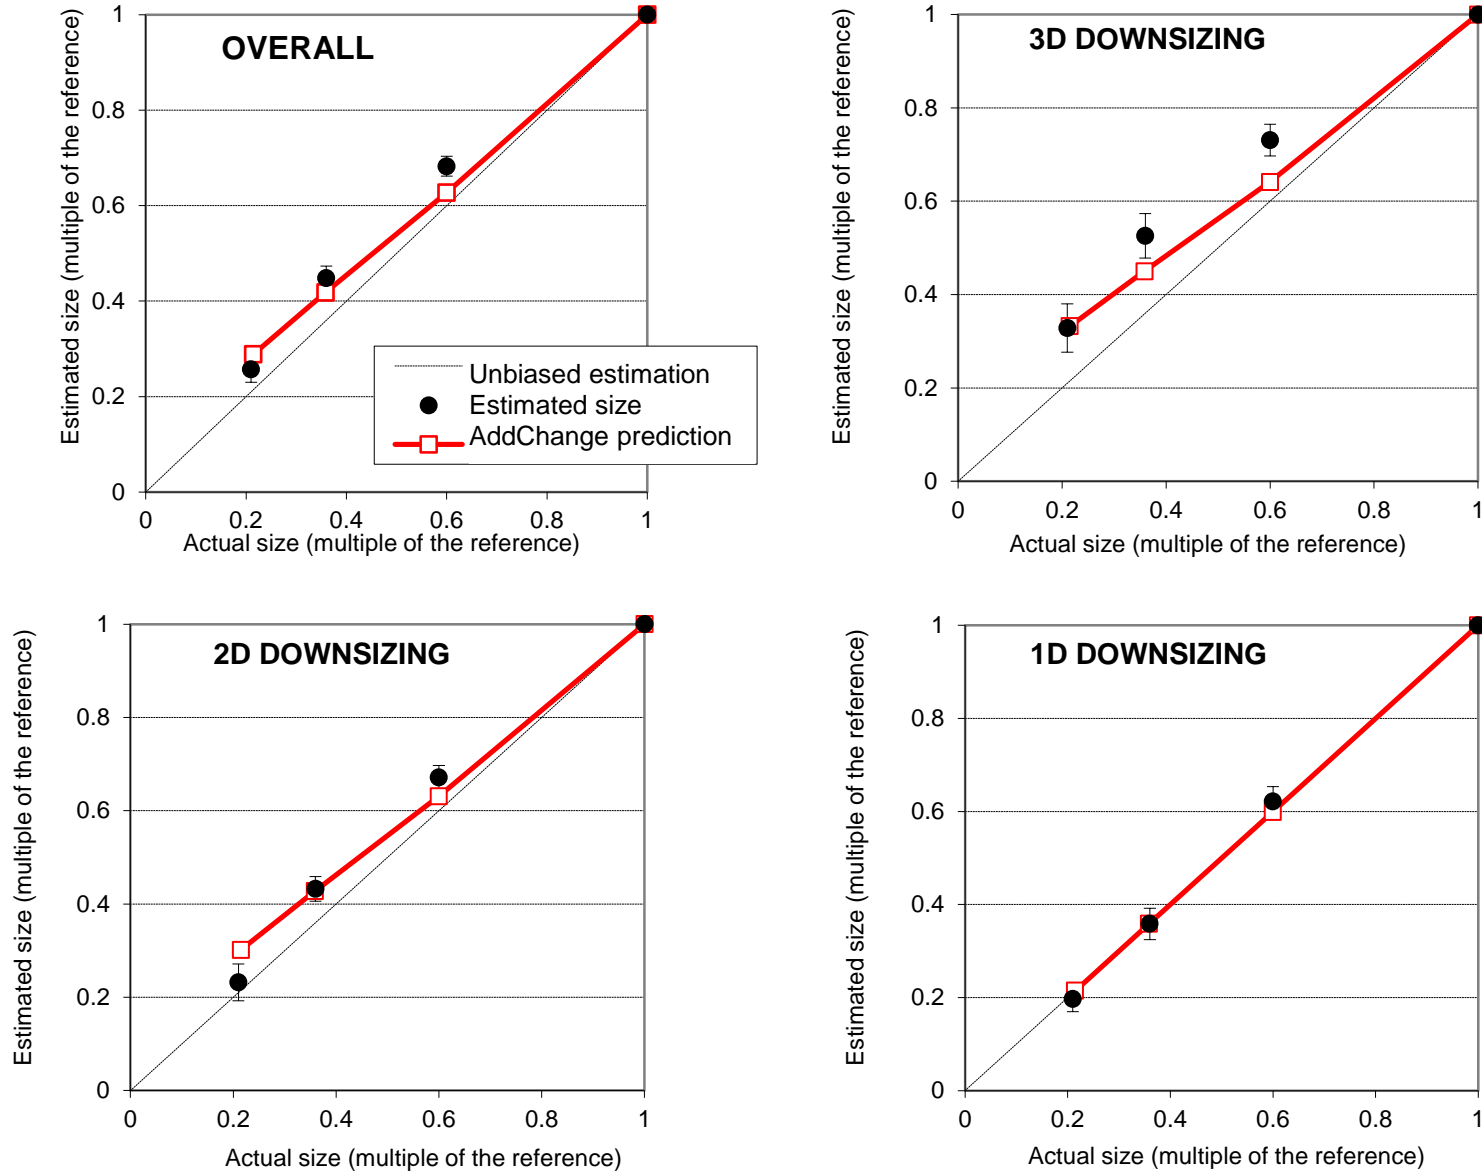 OVERALL
Estimated size (multiple of the reference)
1
0.8
0.6
0.4
0.2
0
0 0.2 0.4 0.6 0.8 1
Actual size (multiple of the reference)
Unbiased estimation
Estimated size
AddChange prediction
3D DOWNSIZING
Estimated size (multiple of the reference)
1
0.8
0.6
0.4
0.2
0
0 0.2 0.4 0.6 0.8 1
Actual size (multiple of the reference)
2D DOWNSIZING
Estimated size (multiple of the reference)
1
0.8
0.6
0.4
0.2
0
0 0.2 0.4 0.6 0.8 1
Actual size (multiple of the reference)
1D DOWNSIZING
Estimated size (multiple of the reference)
1
0.8
0.6
0.4
0.2
0
0 0.2 0.4 0.6 0.8 1
Actual size (multiple of the reference)